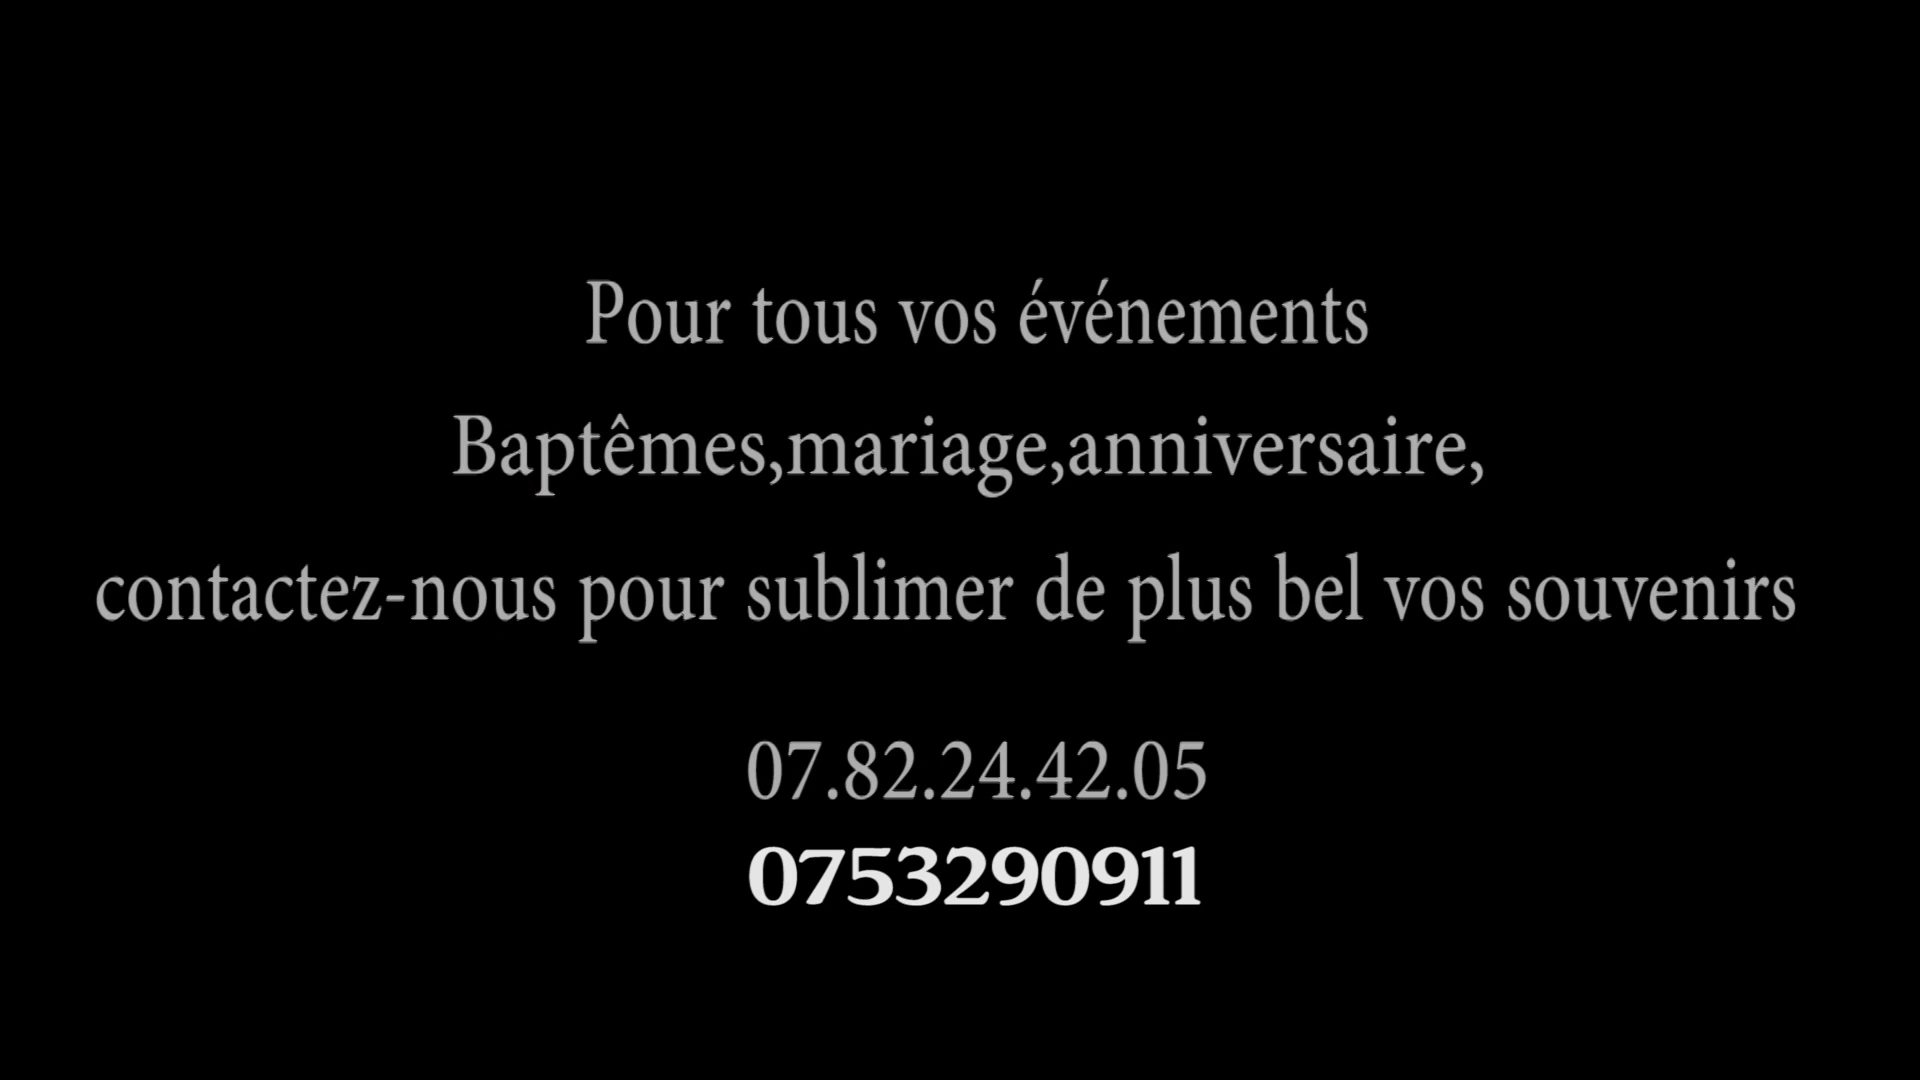 Pour tous vos événements
Baptêmes,mariage,anniversaire,
contactez-nous pour sublimer de plus bel vos souvenirs
07.82.24.42.05
0753290911